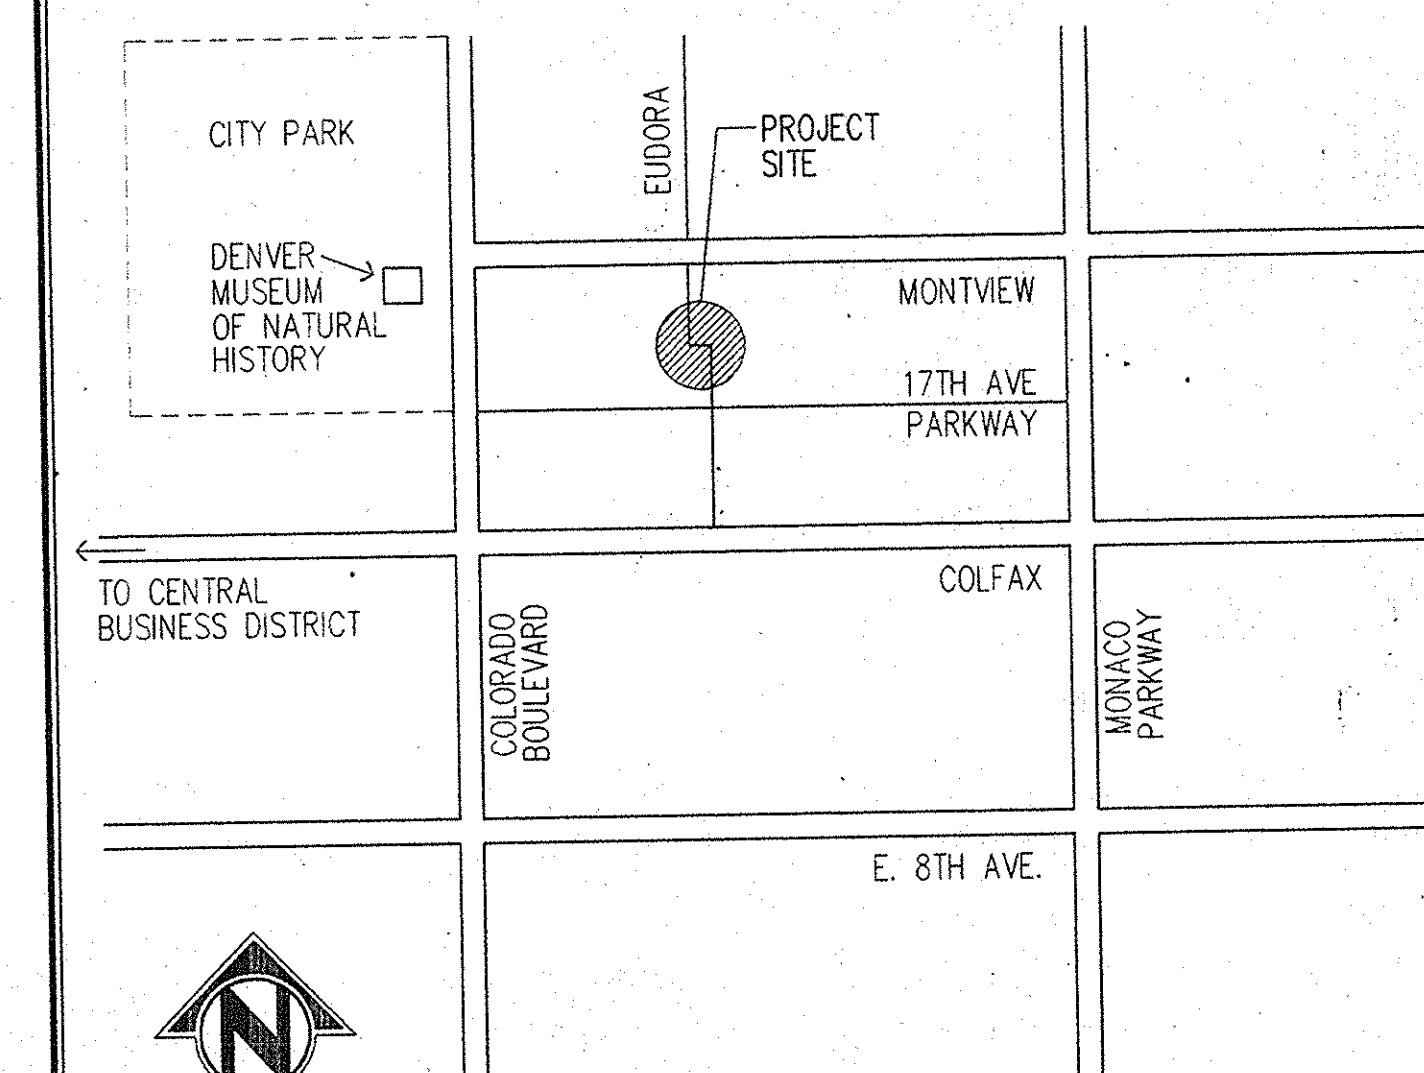 CITY PARK
EUDORA
PROJECT
SITE
DENVER
MUSEUM
OF NATURAL
HISTORY
MONTVIEW
17TH AVE
PARKWAY
TO CENTRAL
BUSINESS DISTRICT
COLFAX
COLORADO
BOULEVARD
MONACO
PARKWAY
E. 8TH AVE.
N